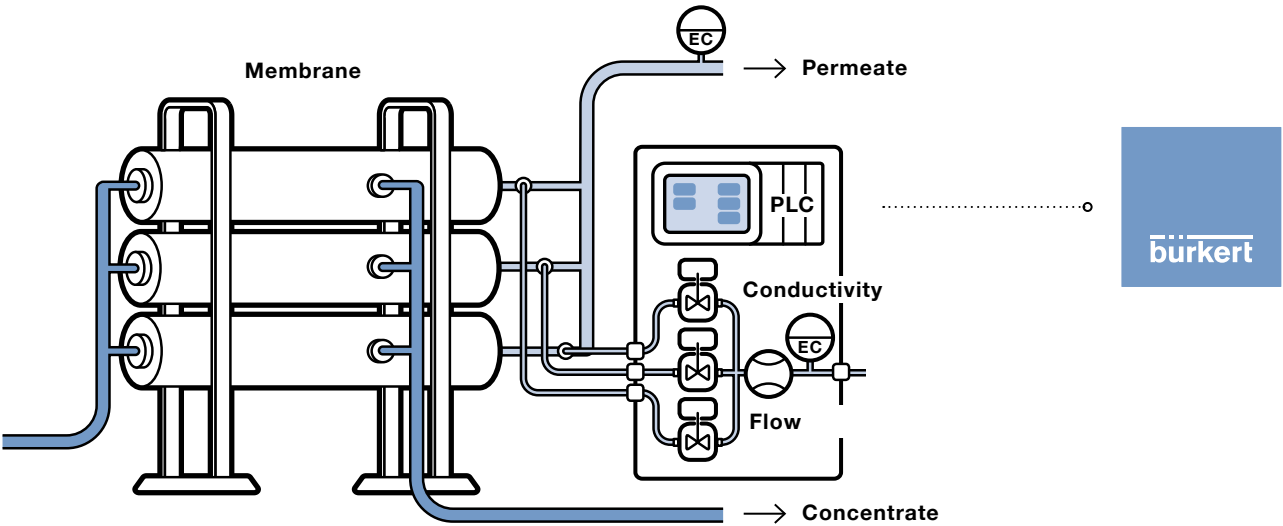 EC
Membrane
Permeate
PLC
bürkert
Conductivity
EC
Flow
Concentrate